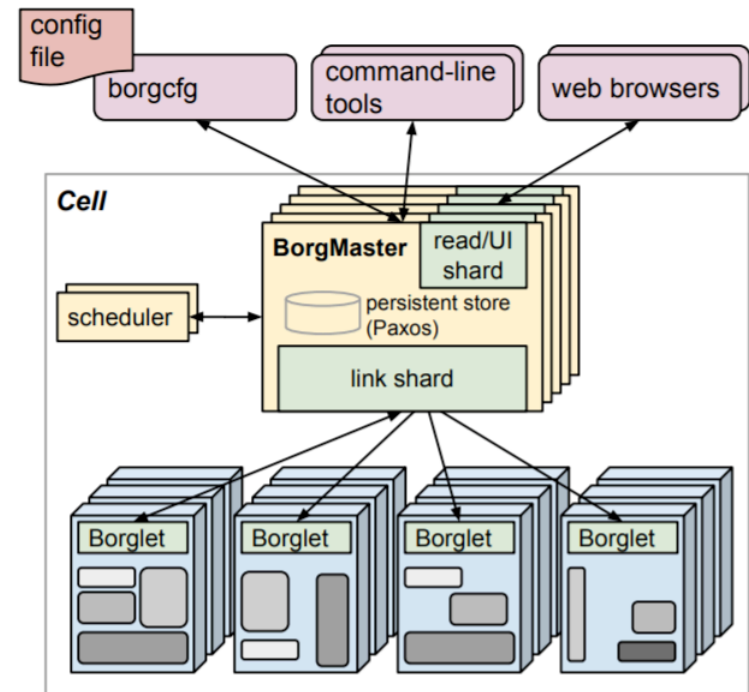 config
file
borgcfg
command-line
tools
web browsers
Cell
BorgMaster
read/UI
shard
scheduler
persistent store
(Paxos)
link shard
Borglet
Borglet
Borglet
Borglet